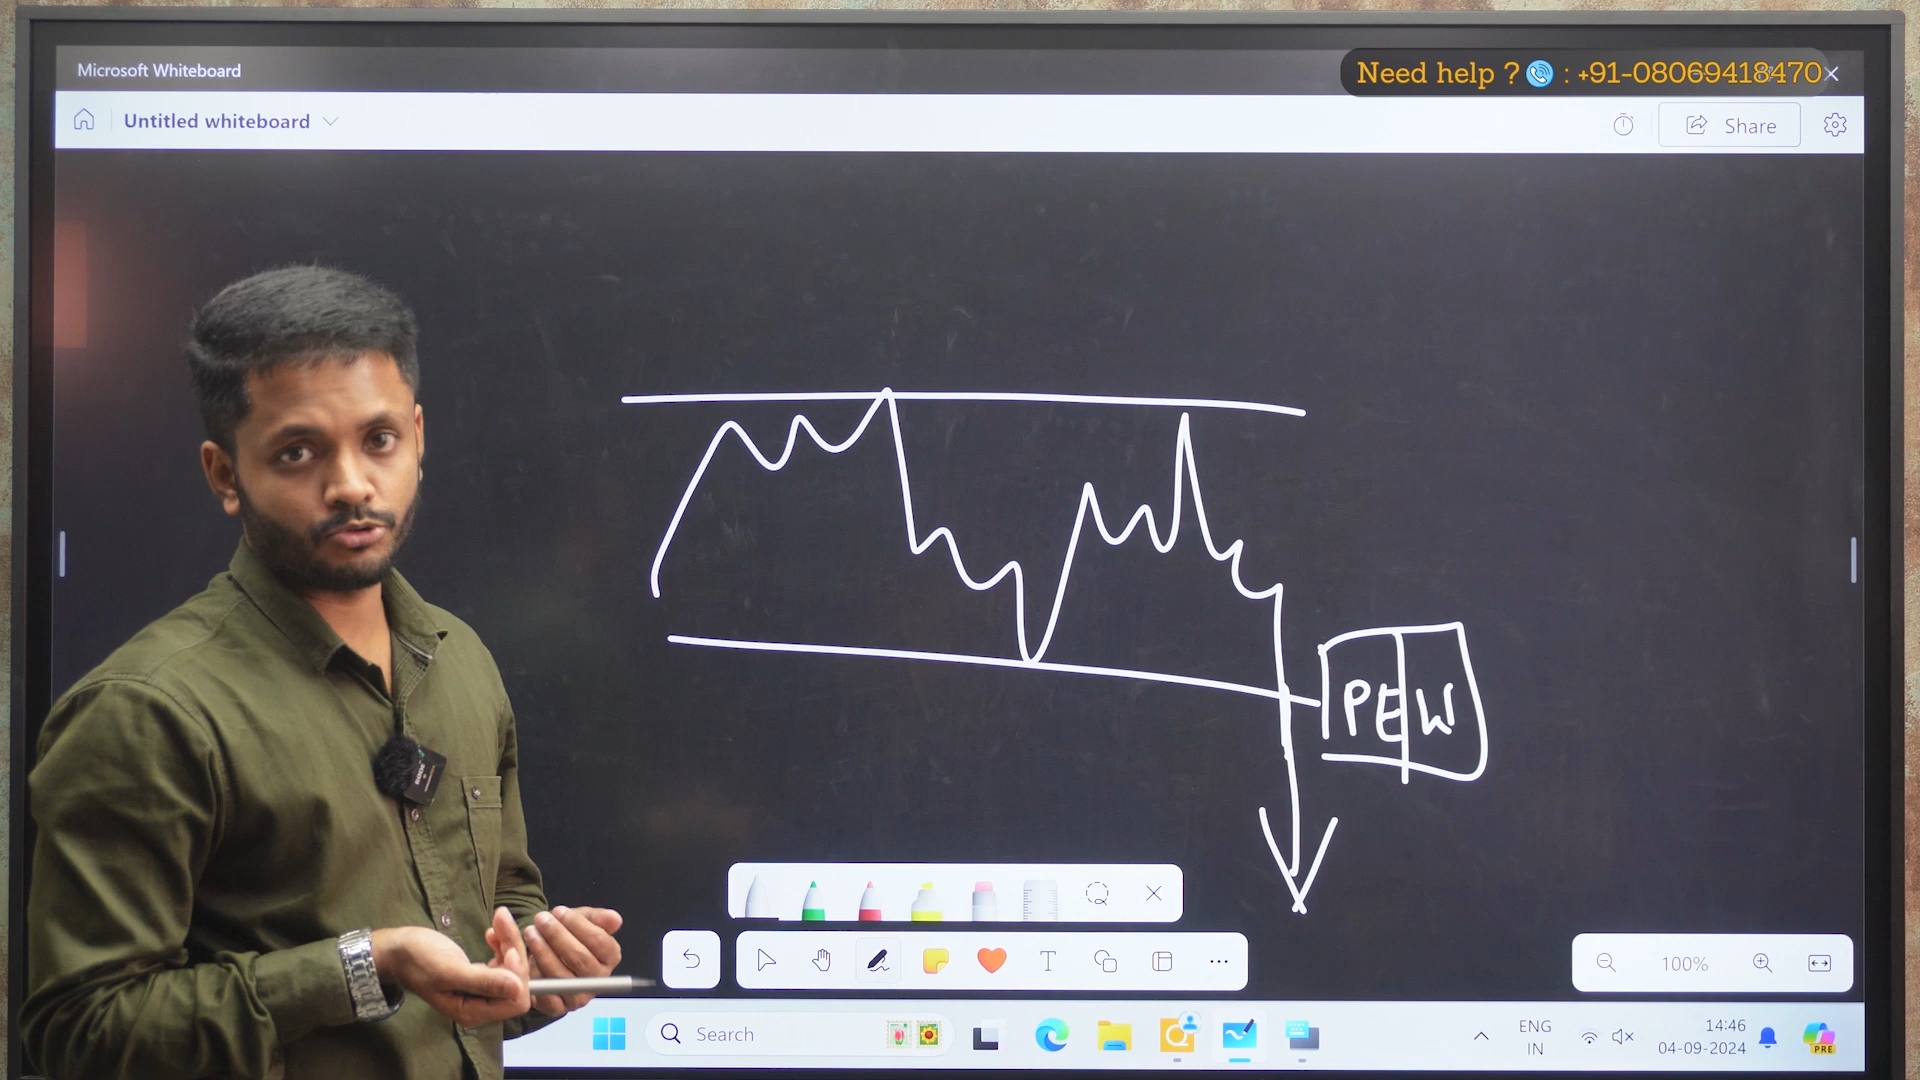 Microsoft Whiteboard
Need help ? : +91-08069418470
Untitled whiteboard
Share
PEW
100%
Search
ENG
IN
14:46
04-09-2024
PRE